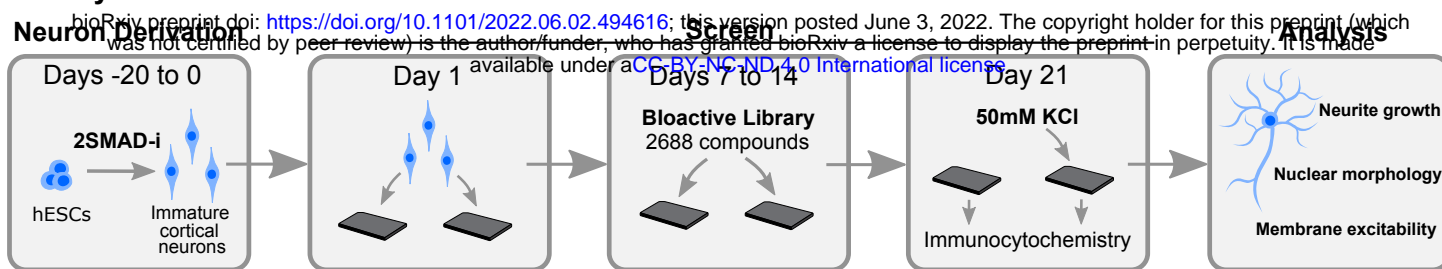 bioRxiv preprint doi: https://doi.org/10.1101/2022.06.02.494616; this version posted June 3, 2022. The copyright holder for this preprint (which
was not certified by peer review) is the author/funder, who has granted bioRxiv a license to display the preprint in perpetuity. It is made
available under aCC-BY-NC-ND 4.0 International license.
Neuron Derivation
Screen
Analysis
Days -20 to 0
2SMAD-i
hESCs
Immature
cortical
neurons
Day 1
Days 7 to 14
BIoactive Library
2688 compounds
Day 21
50mM KCl
Immunocytochemistry
Neurite growth
Nuclear morphology
Membrane excitability